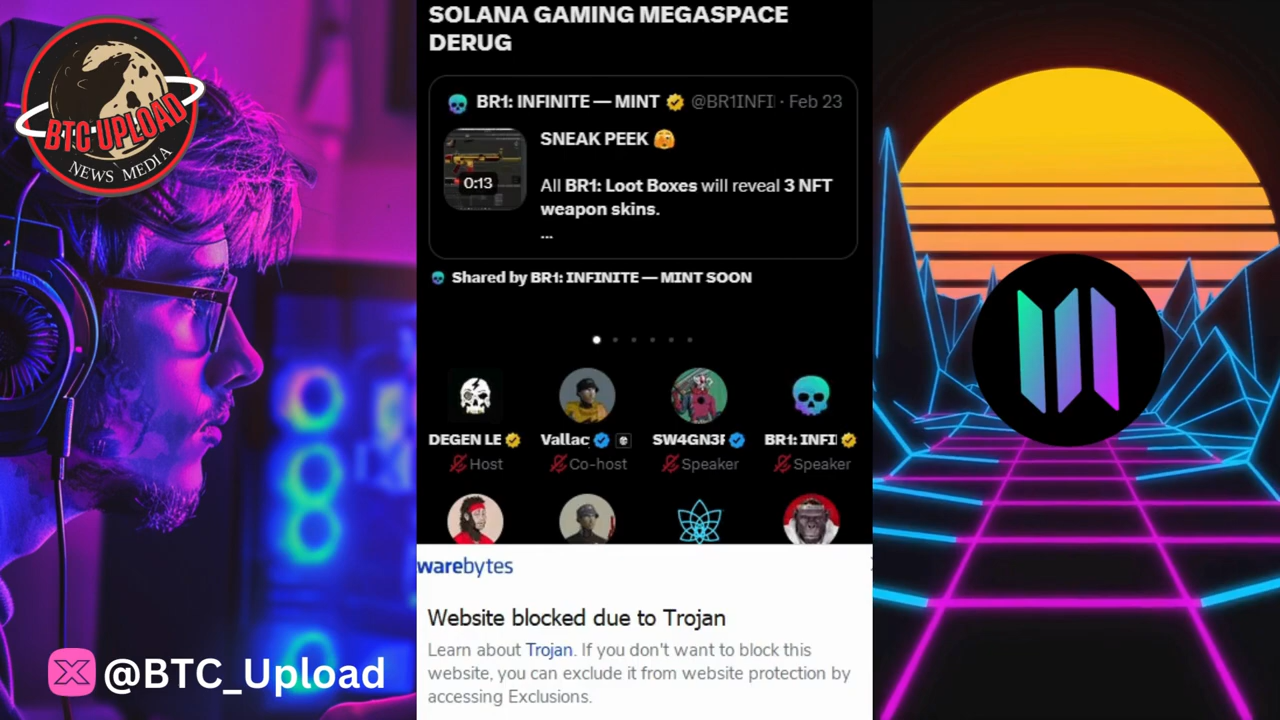 BTC UPLOAD
NEWS MEDIA
@BTC_Upload
SOLANA GAMING MEGASPACE
DERUG
BR1: INFINITE — MINT @BR1INFI · Feb 23
SNEAK PEEK 🫣
0:13
All BR1: Loot Boxes will reveal 3 NFT
weapon skins.
...
Shared by BR1: INFINITE — MINT SOON
DEGEN LE Vallac SW4GN3F BR1: INFI
Host Co-host Speaker Speaker
warebytes
Website blocked due to Trojan
Learn about Trojan. If you don't want to block this
website, you can exclude it from website protection by
accessing Exclusions.